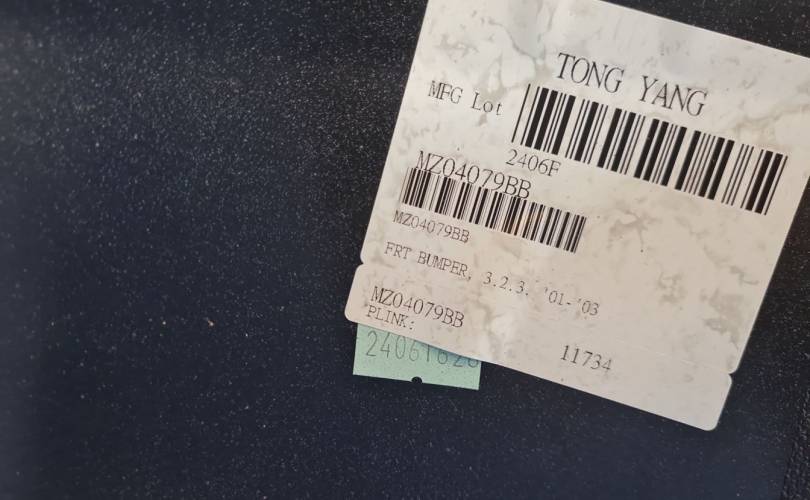 TONG YANG
MFG Lot
2406F
MZ04079BB
MZ04079BB
FRT BUMPER, 3.2.3. '01-'03
MZ04079BB
PLINK:
11734